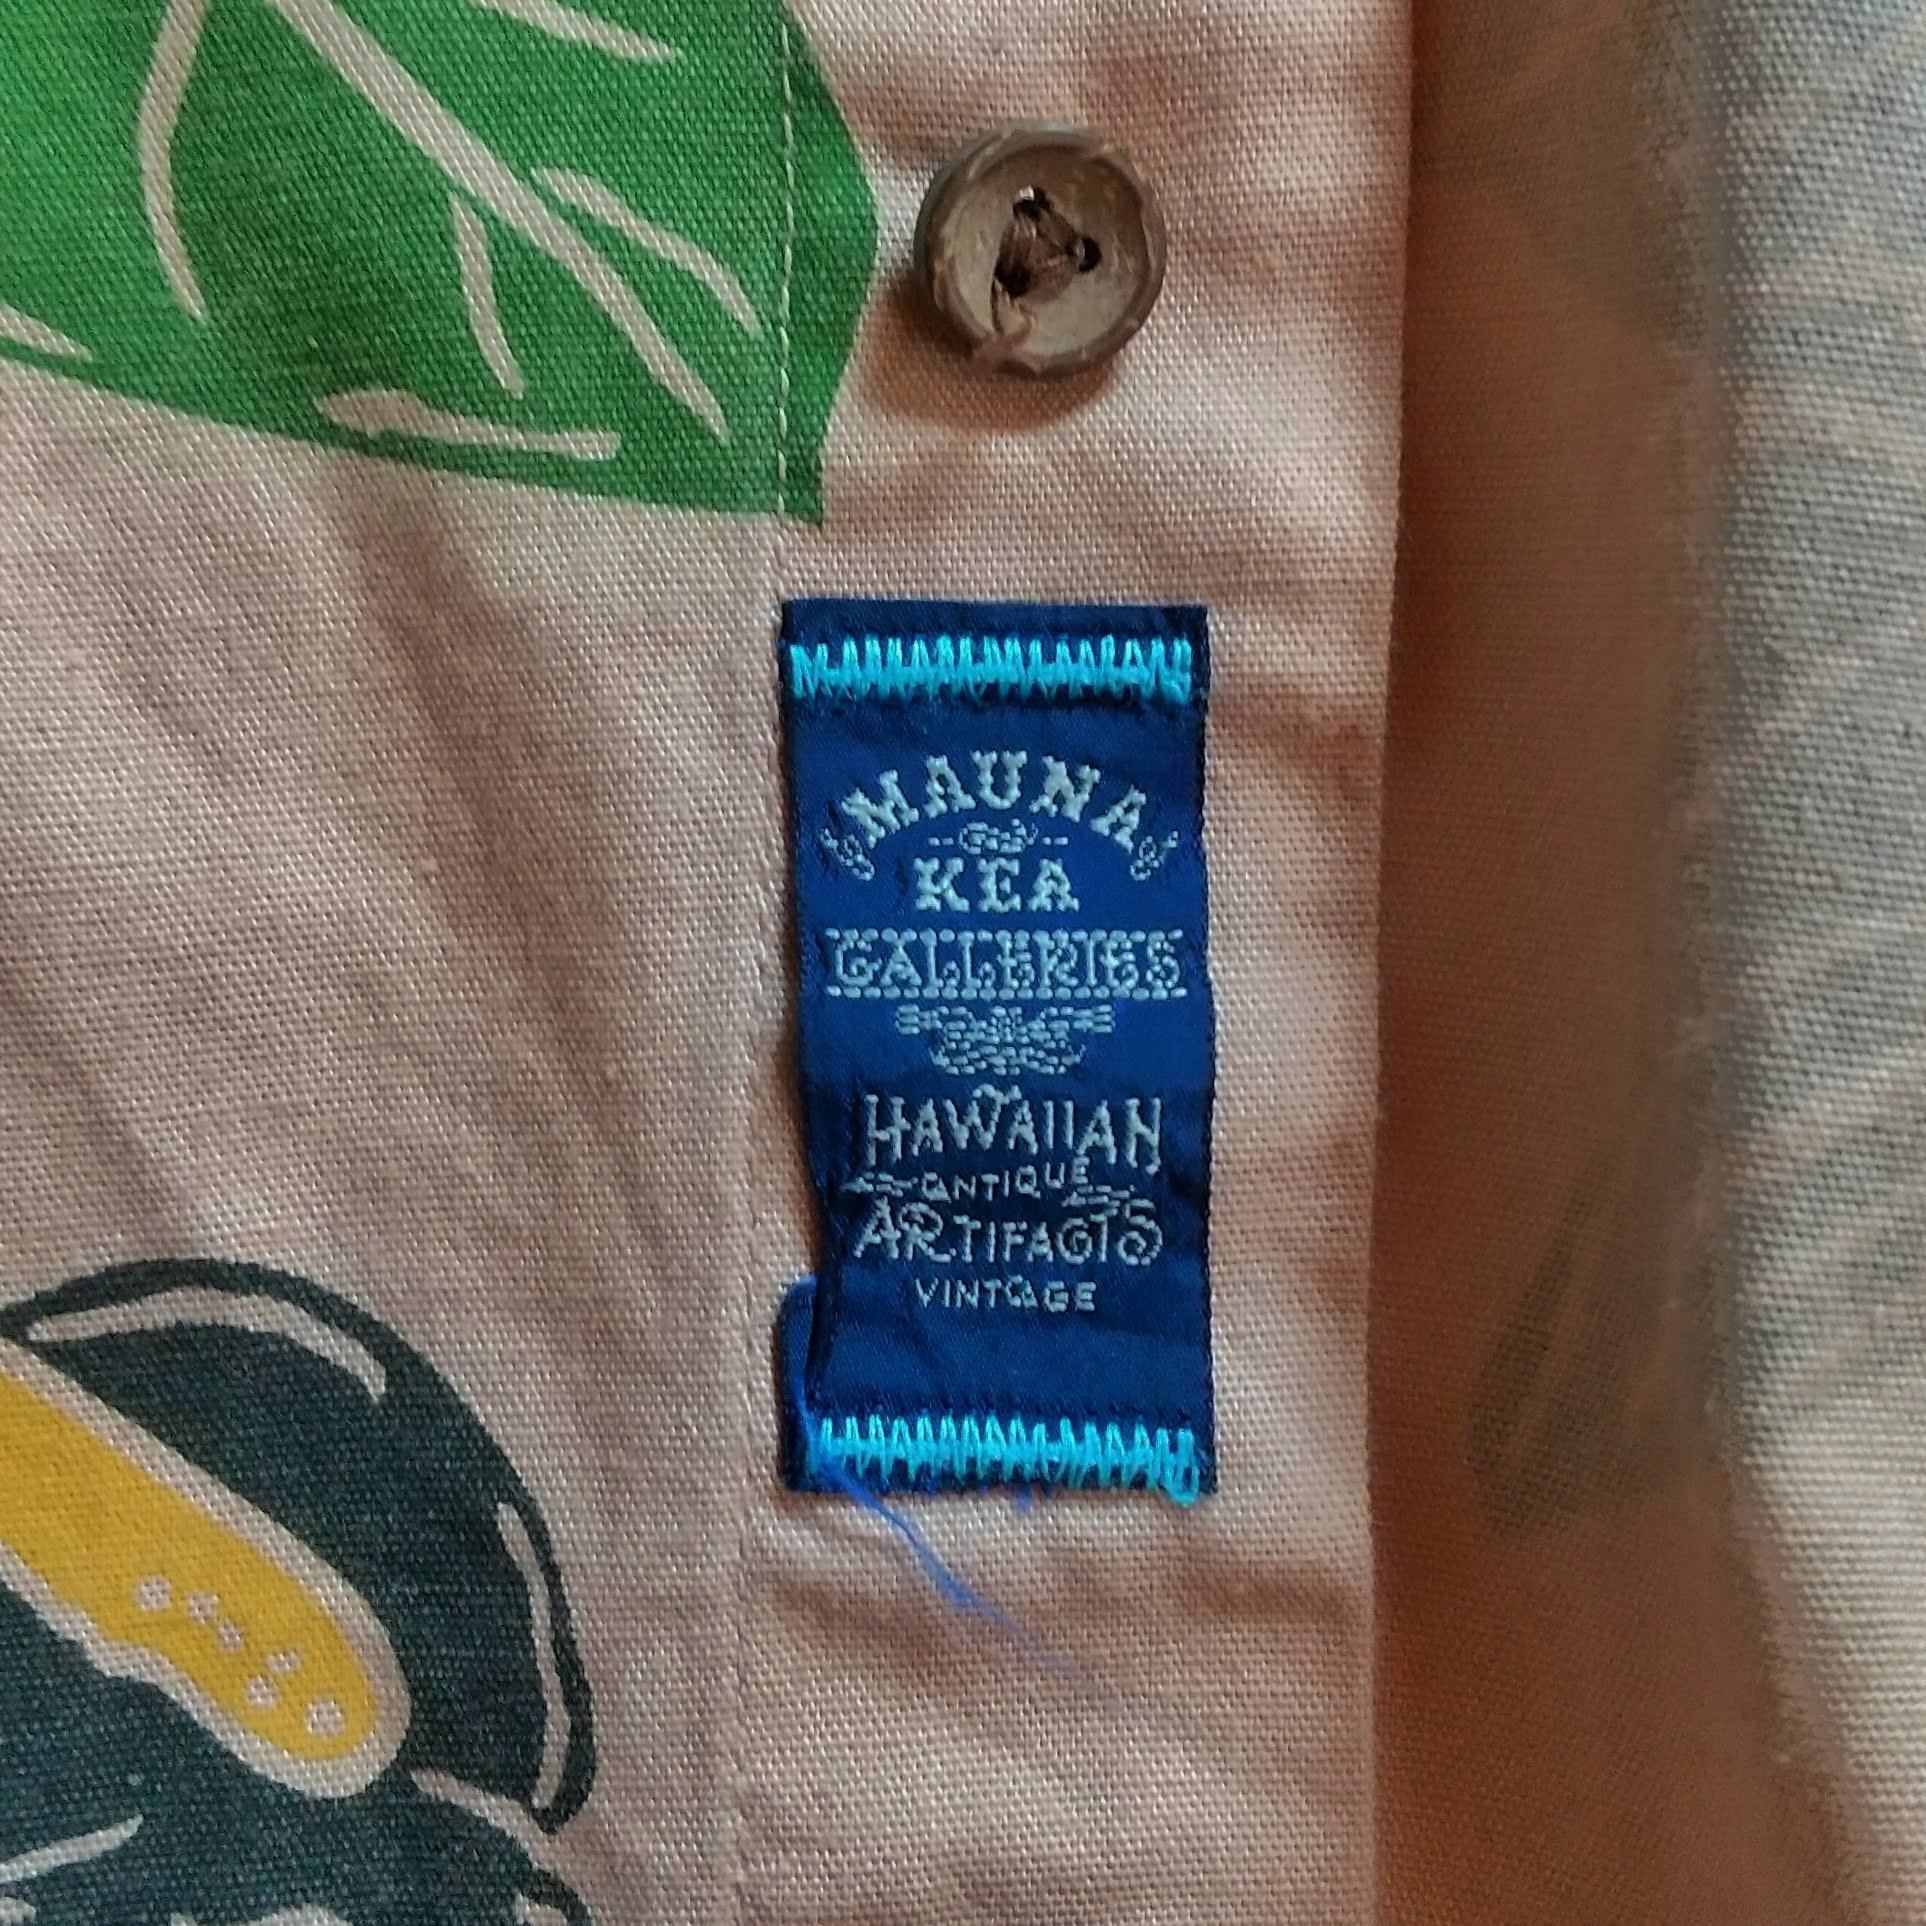 MAUNA
KEA
GALLERIES
HAWAIIAN
ANTIQUE
ARTIFACTS
VINTAGE